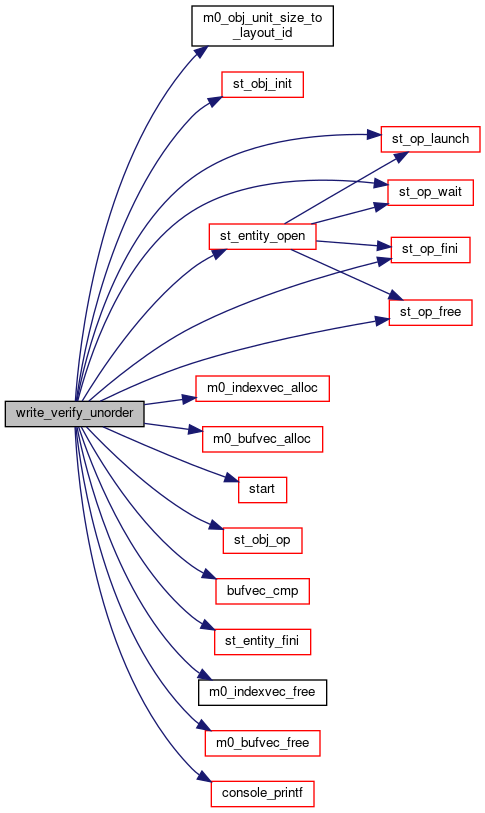 m0_obj_unit_size_to
_layout_id
st_obj_init
st_op_launch
st_op_wait
st_entity_open
st_op_fini
st_op_free
m0_indexvec_alloc
write_verify_unorder
m0_bufvec_alloc
start
st_obj_op
bufvec_cmp
st_entity_fini
m0_indexvec_free
m0_bufvec_free
console_printf